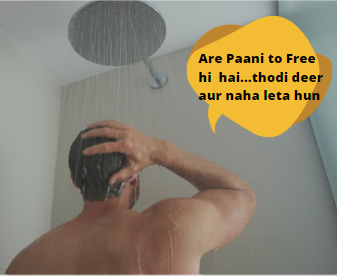 Are Paani to Free
hi hai...thodi deer
aur naha leta hun